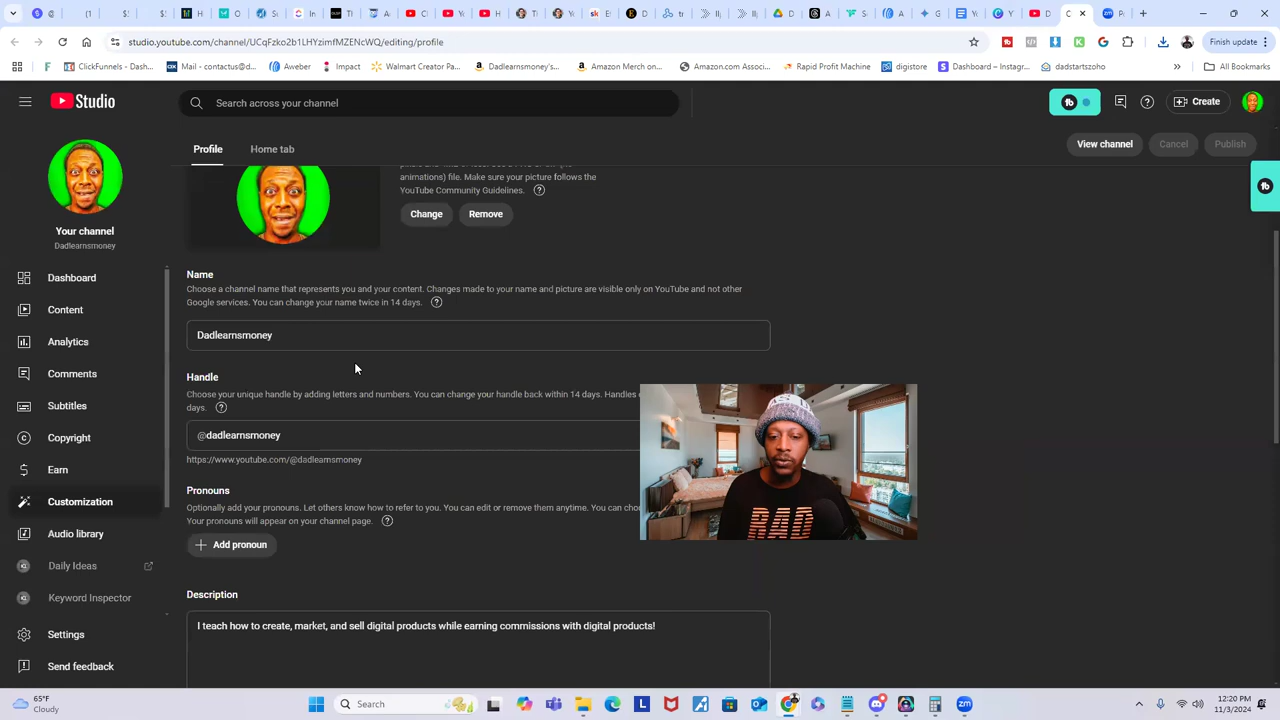 studio.youtube.com/channel/UCqFzko2b1LHYzimfMZENcWQ/editing/profile
Finish update
CF | Dash...
Mail - contactus@d...
Aweber
Impact
Walmart Creator Pa...
Dadlearnsmoney's...
Amazon Merch on...
Amazon.com Assoc...
Rapid Profit Machine
digistore
Dashboard – Instagr...
dadstartszoho
All Bookmarks
Studio
Search across your channel
Create
Profile
Home tab
View channel
Cancel
Publish
animations) file. Make sure your picture follows the
YouTube Community Guidelines.
Change
Remove
Your channel
Dadlearnsmoney
Dashboard
Content
Analytics
Comments
Subtitles
Copyright
Earn
Customization
Audio library
Daily Ideas
Keyword Inspector
Settings
Send feedback
Name
Choose a channel name that represents you and your content. Changes made to your name and picture are visible only on YouTube and not other
Google services. You can change your name twice in 14 days.
Dadlearnsmoney
Handle
Choose your unique handle by adding letters and numbers. You can change your handle back within 14 days. Handles
days.
@dadlearnsmoney
https://www.youtube.com/@dadlearnsmoney
Pronouns
Optionally add your pronouns. Let others know how to refer to you. You can edit or remove them anytime. You can
Your pronouns will appear on your channel page.
Add pronoun
Description
I teach how to create, market, and sell digital products while earning commissions with digital products!
65°F
Cloudy
Search
12:20 PM
11/3/2024